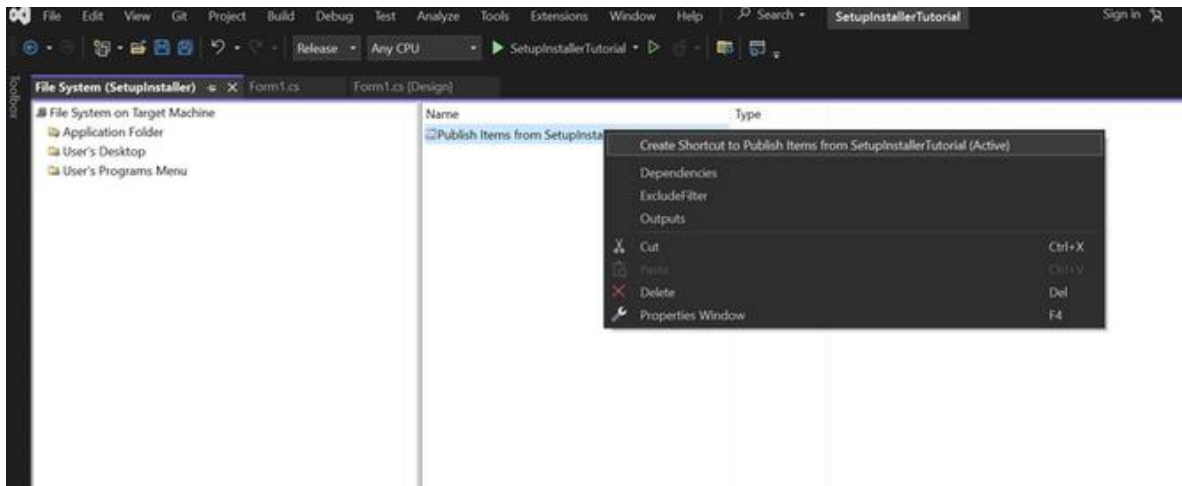 File Edit View Git Project Build Debug Test Analyze Tools Extensions Window Help Search SetupInstallerTutorial Sign in
Release Any CPU SetupInstallerTutorial
Toolbox
File System (SetupInstaller) Form1.cs Form1.cs [Design]
File System on Target Machine
Application Folder
User's Desktop
User's Programs Menu
Name Type
Publish Items from SetupInsta
Create Shortcut to Publish Items from SetupInstallerTutorial (Active)
Dependencies
ExcludeFilter
Outputs
Cut Ctrl+X
Paste Ctrl+V
Delete Del
Properties Window F4